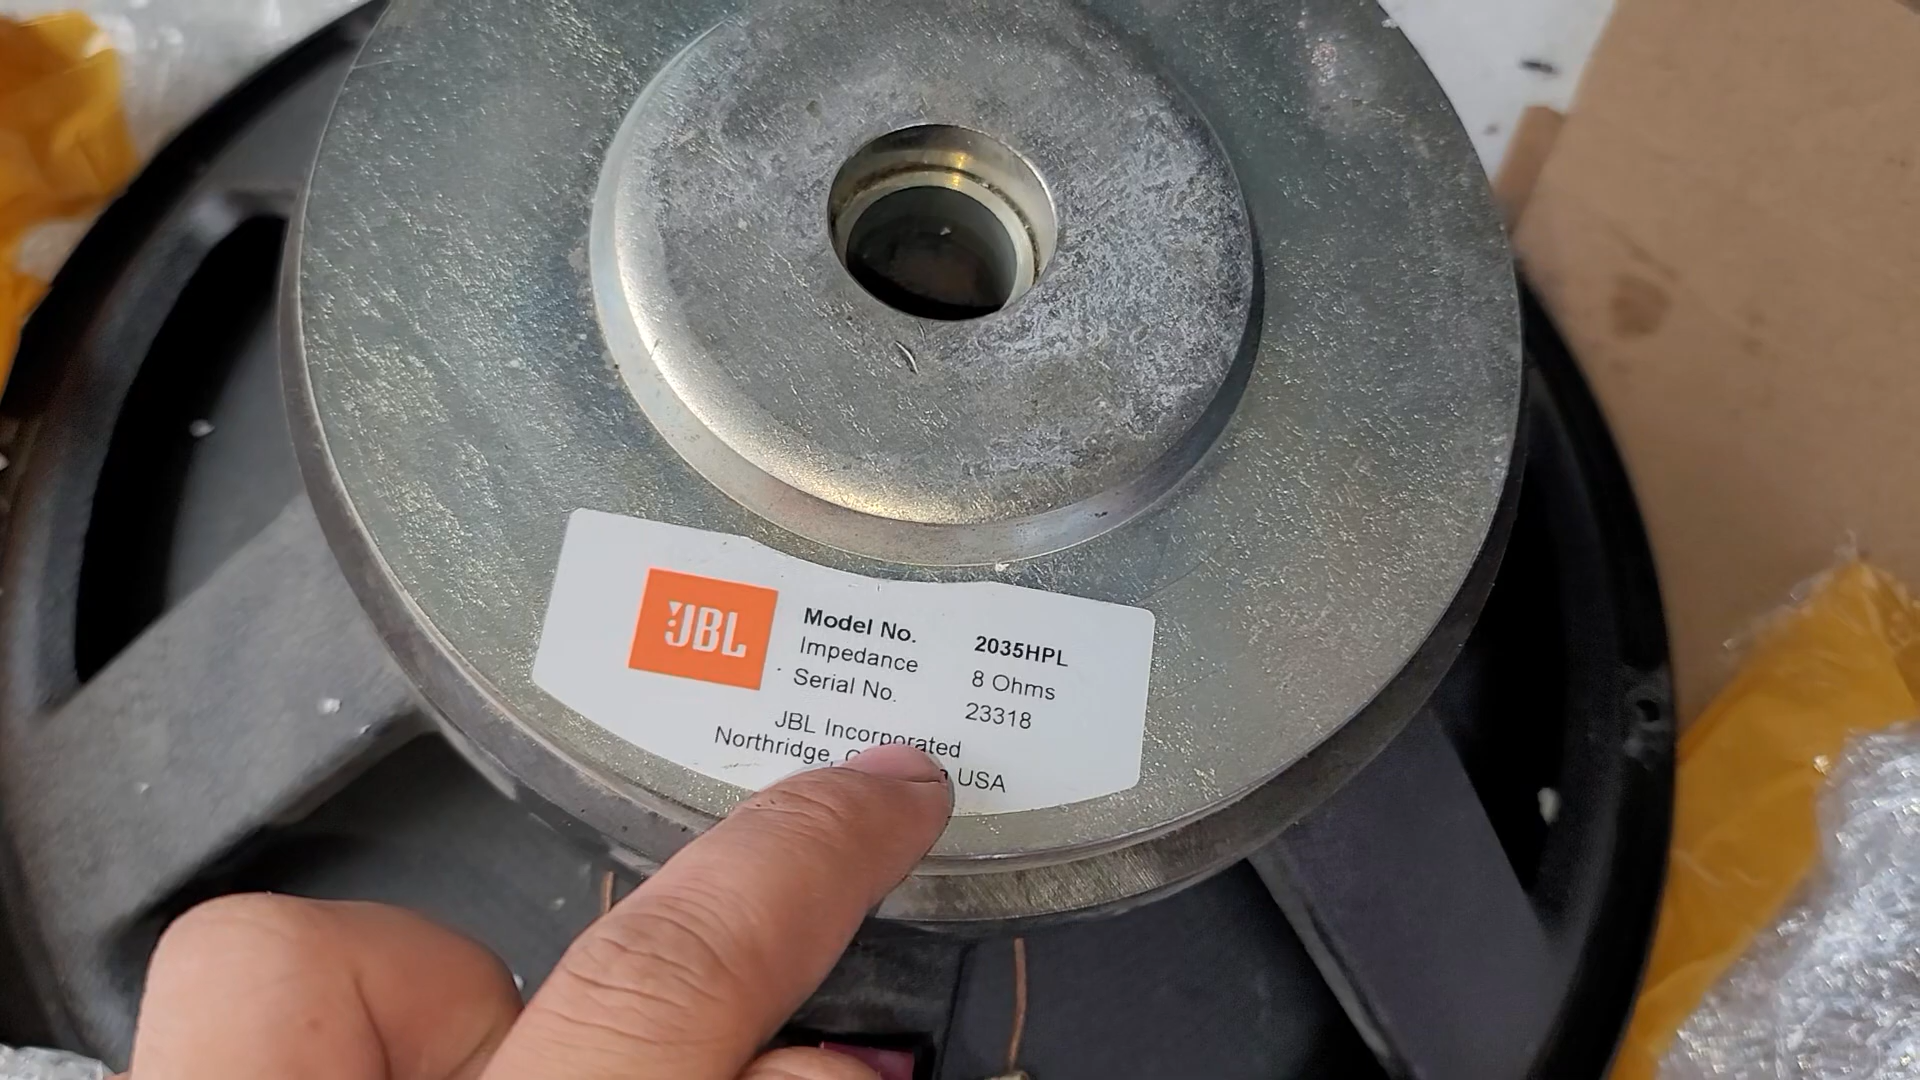 JBL
Model No. 2035HPL
Impedance 8 Ohms
Serial No. 23318
JBL Incorporated
Northridge, USA